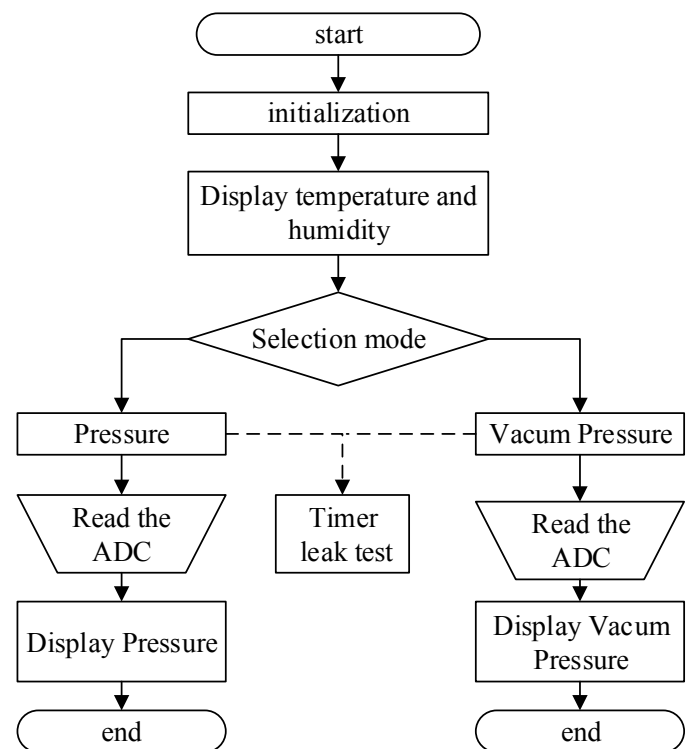 start
initialization
Display temperature and
humidity
Selection mode
Pressure
Vacum Pressure
Read the
ADC
Timer
leak test
Read the
ADC
Display Pressure
Display Vacum
Pressure
end
end